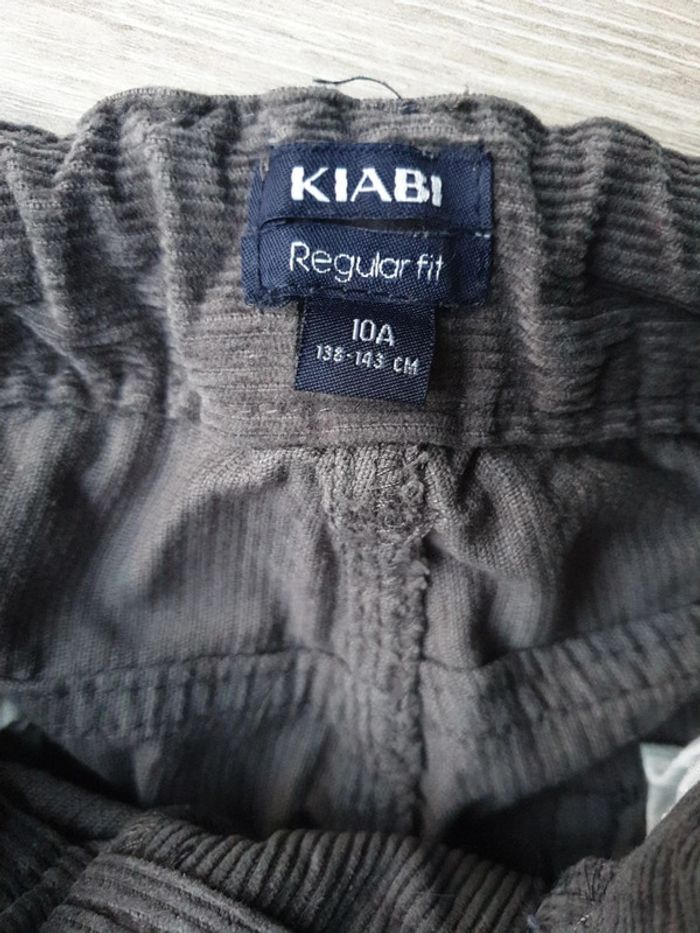 KIABI
Regular fit
10A
138-143 CM